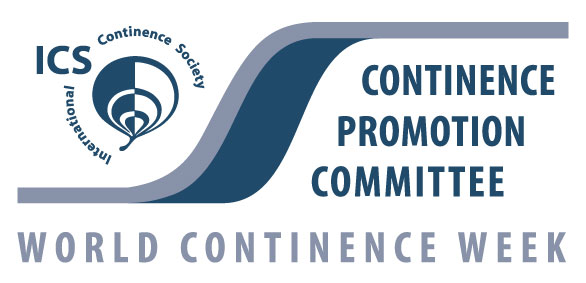 ICS
International Continence Society
CONTINENCE
PROMOTION
COMMITTEE
WORLD CONTINENCE WEEK